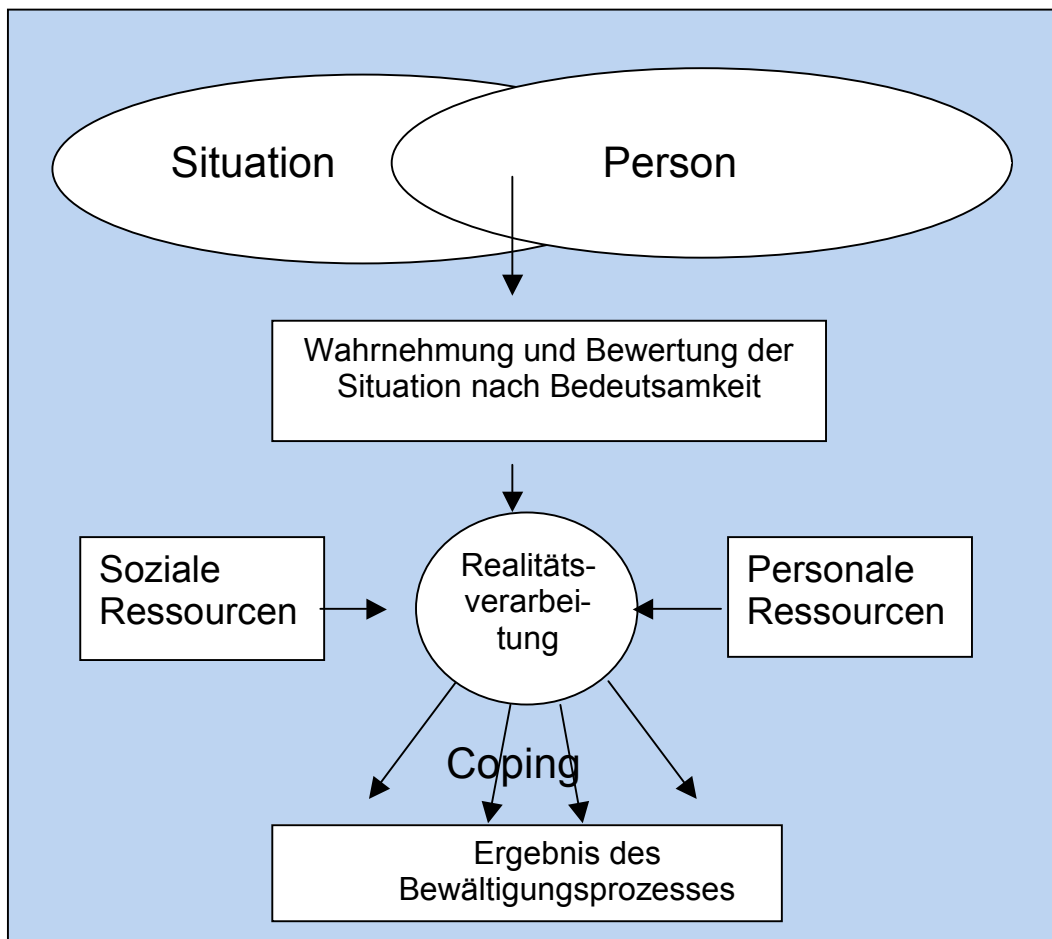 Situation
Person
Wahrnehmung und Bewertung der
Situation nach Bedeutsamkeit
Soziale
Ressourcen
Realitäts-
verarbei-
tung
Personale
Ressourcen
Coping
Ergebnis des
Bewältigungsprozesses